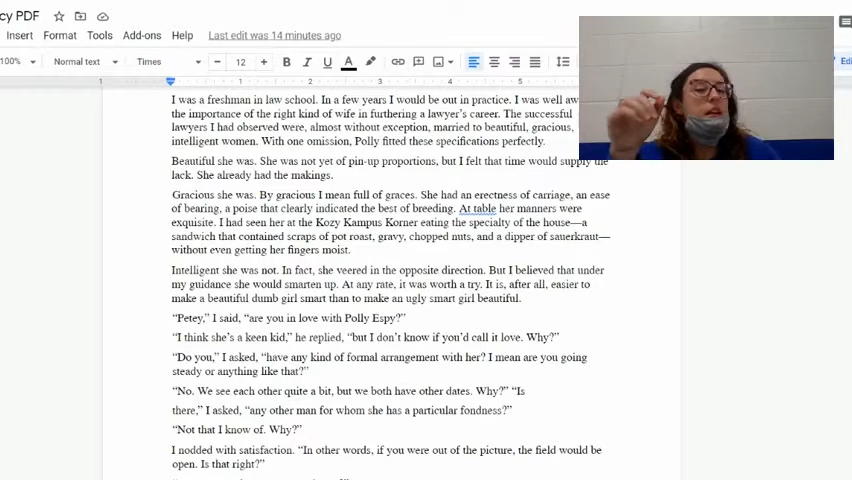 cy PDF
Insert Format Tools Add-ons Help Last edit was 14 minutes ago
100% Normal text Times 12 B I U A Edi
1 1 2 3 4 5
I was a freshman in law school. In a few years I would be out in practice. I was well aw
the importance of the right kind of wife in furthering a lawyer's career. The successful
lawyers I had observed were, almost without exception, married to beautiful, gracious,
intelligent women. With one omission, Polly fitted these specifications perfectly.
Beautiful she was. She was not yet of pin-up proportions, but I felt that time would supply the
lack. She already had the makings.
Gracious she was. By gracious I mean full of graces. She had an erectness of carriage, an ease
of bearing, a poise that clearly indicated the best of breeding. At table her manners were
exquisite. I had seen her at the Kozy Kampus Korner eating the specialty of the house—a
sandwich that contained scraps of pot roast, gravy, chopped nuts, and a dipper of sauerkraut—
without even getting her fingers moist.
Intelligent she was not. In fact, she veered in the opposite direction. But I believed that under
my guidance she would smarten up. At any rate, it was worth a try. It is, after all, easier to
make a beautiful dumb girl smart than to make an ugly smart girl beautiful.
“Petey,” I said, “are you in love with Polly Espy?”
“I think she’s a keen kid,” he replied, “but I don’t know if you’d call it love. Why?”
“Do you,” I asked, “have any kind of formal arrangement with her? I mean are you going
steady or anything like that?”
“No. We see each other quite a bit, but we both have other dates. Why?” “Is
there,” I asked, “any other man for whom she has a particular fondness?”
“Not that I know of. Why?”
I nodded with satisfaction. “In other words, if you were out of the picture, the field would be
open. Is that right?”